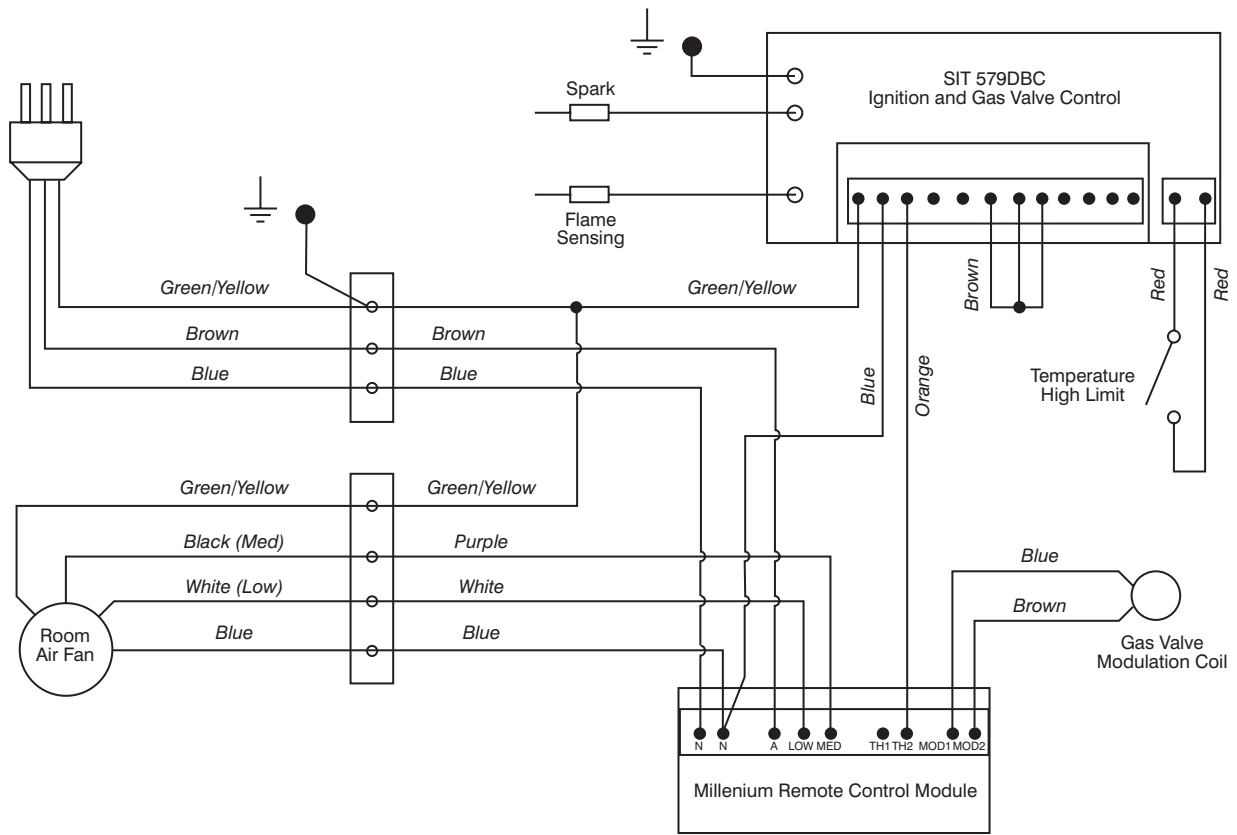 SIT 579DBC
Ignition and Gas Valve Control
Spark
Flame
Sensing
Green/Yellow
Green/Yellow
Brown
Brown
Blue
Blue
Blue
Orange
Brown
Red
Red
Temperature
High Limit
Green/Yellow
Green/Yellow
Black (Med)
Purple
White (Low)
White
Blue
Blue
Room
Air Fan
Blue
Brown
Gas Valve
Modulation Coil
N N A LOW MED TH1 TH2 MOD1 MOD2
Millenium Remote Control Module